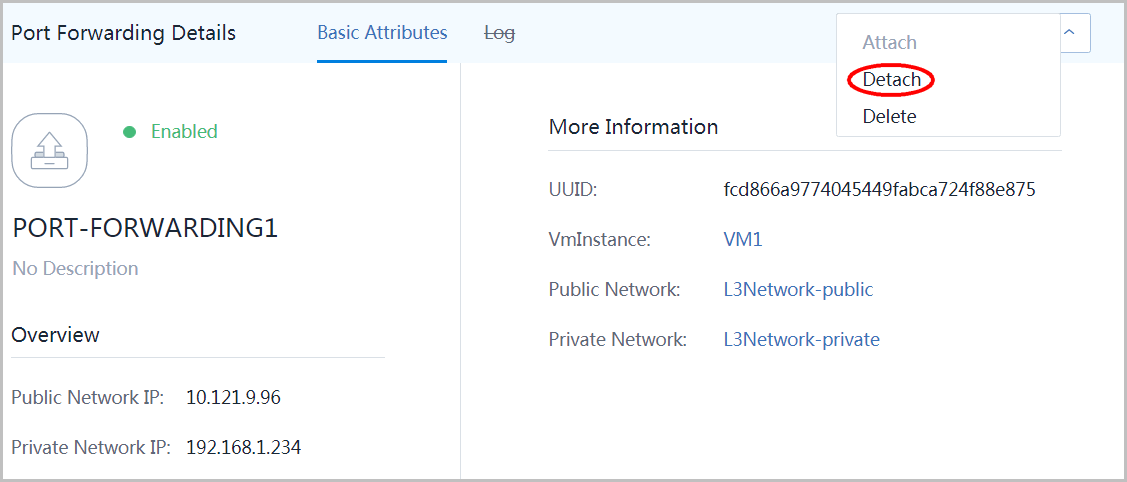 Port Forwarding Details
Basic Attributes
Log
Attach
Detach
Delete
Enabled
PORT-FORWARDING1
No Description
Overview
Public Network IP: 10.121.9.96
Private Network IP: 192.168.1.234
More Information
UUID: fcd866a9774045449fabca724f88e875
VmInstance: VM1
Public Network: L3Network-public
Private Network: L3Network-private